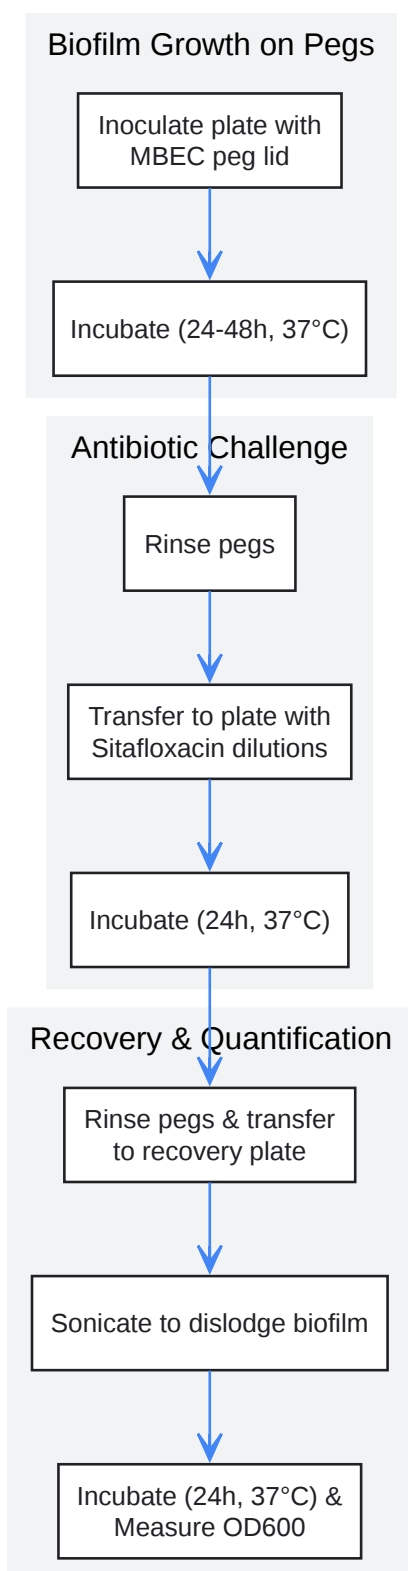 Biofilm Growth on Pegs
Inoculate plate with
MBEC peg lid
Incubate (24-48h, 37°C)
Antibiotic Challenge
Rinse pegs
Transfer to plate with
Sitafloxacin dilutions
Incubate (24h, 37°C)
Recovery & Quantification
Rinse pegs & transfer
to recovery plate
Sonicate to dislodge biofilm
Incubate (24h, 37°C) &
Measure OD600